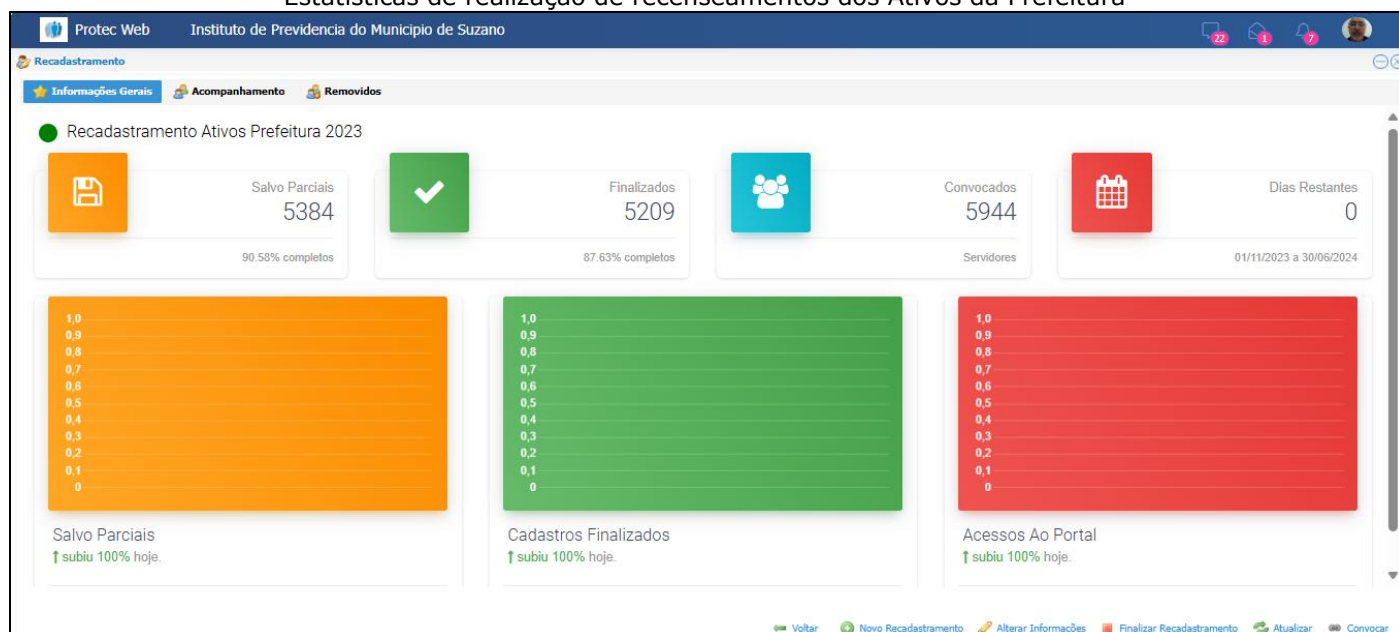 Estatísticas de realização de recenseamentos dos Ativos da Prefeitura
Protec Web
Instituto de Previdencia do Municipio de Suzano
22
1
7
Recadastramento
Informações Gerais
Acompanhamento
Removidos
Recadastramento Ativos Prefeitura 2023
Salvo Parciais
5384
90.58% completos
Finalizados
5209
87.63% completos
Convocados
5944
Servidores
Dias Restantes
0
01/11/2023 a 30/06/2024
1,0
0,9
0,8
0,7
0,6
0,5
0,4
0,3
0,2
0,1
0
Salvo Parciais
subiu 100% hoje.
1,0
0,9
0,8
0,7
0,6
0,5
0,4
0,3
0,2
0,1
0
Cadastros Finalizados
subiu 100% hoje.
1,0
0,9
0,8
0,7
0,6
0,5
0,4
0,3
0,2
0,1
0
Acessos Ao Portal
subiu 100% hoje.
Voltar
Novo Recadastramento
Alterar Informações
Finalizar Recadastramento
Atualizar
Convocar